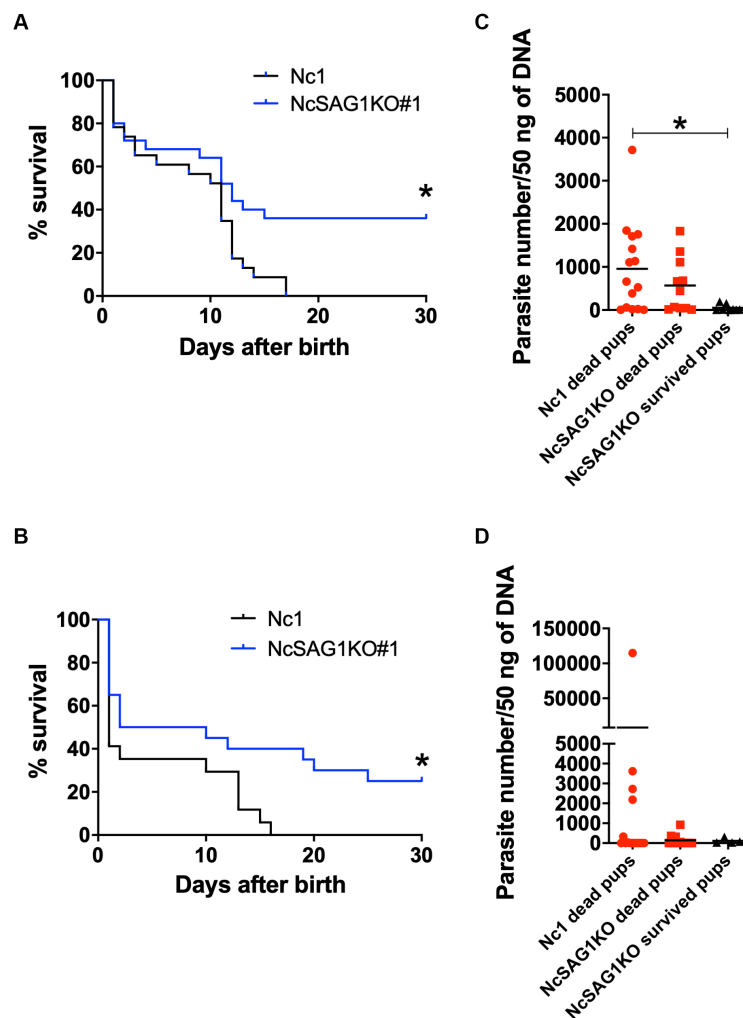 A
% survival
100
80
60
40
20
0
0
10
20
30
Days after birth
Nc1
NcSAG1KO#1
*
C
Parasite number/50 ng of DNA
5000
4000
3000
2000
1000
0
*
Nc1 dead pups
NcSAG1KO dead pups
NcSAG1KO survived pups
B
% survival
100
80
60
40
20
0
0
10
20
30
Days after birth
Nc1
NcSAG1KO#1
*
D
Parasite number/50 ng of DNA
150000
100000
50000
5000
4000
3000
2000
1000
0
Nc1 dead pups
NcSAG1KO dead pups
NcSAG1KO survived pups